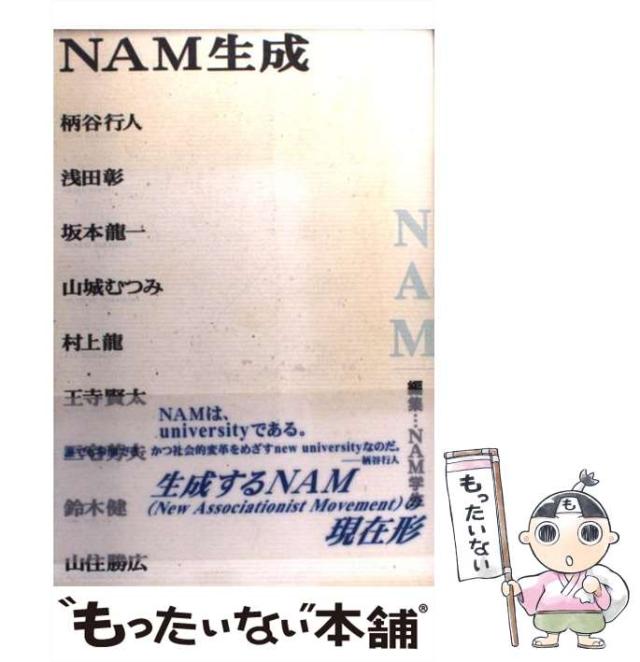 NAM生成
柄谷行人
浅田彰
坂本龍一
山城むつみ
村上龍
王寺賢太
鈴木健
山住勝広
NAM
編集…NAM学生
NAMは、
universityである。
かつ社会的変革をめざすnew universityなのだ。
——柄谷行人
生成するNAM
(New Associationist Movement)の
現在形
もったいない
も
"もったいない"本舗®